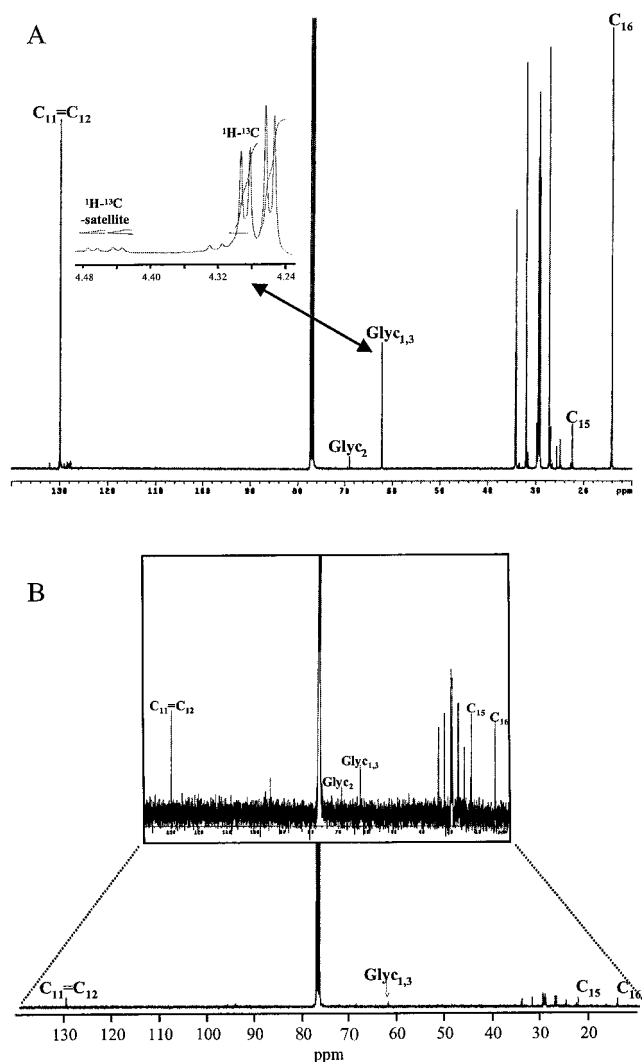 A
C16
C11=C12
1H-13C
1H-13C
-satellite
4.48 4.40 4.32 4.24
Glyc1,3
Glyc2
C15
130 120 110 100 90 80 70 60 50 40 30 20 ppm
B
C11=C12
C15
C16
Glyc1,3
Glyc2
C11=C12
Glyc1,3
C15
C16
130 120 110 100 90 80 70 60 50 40 30 20
ppm